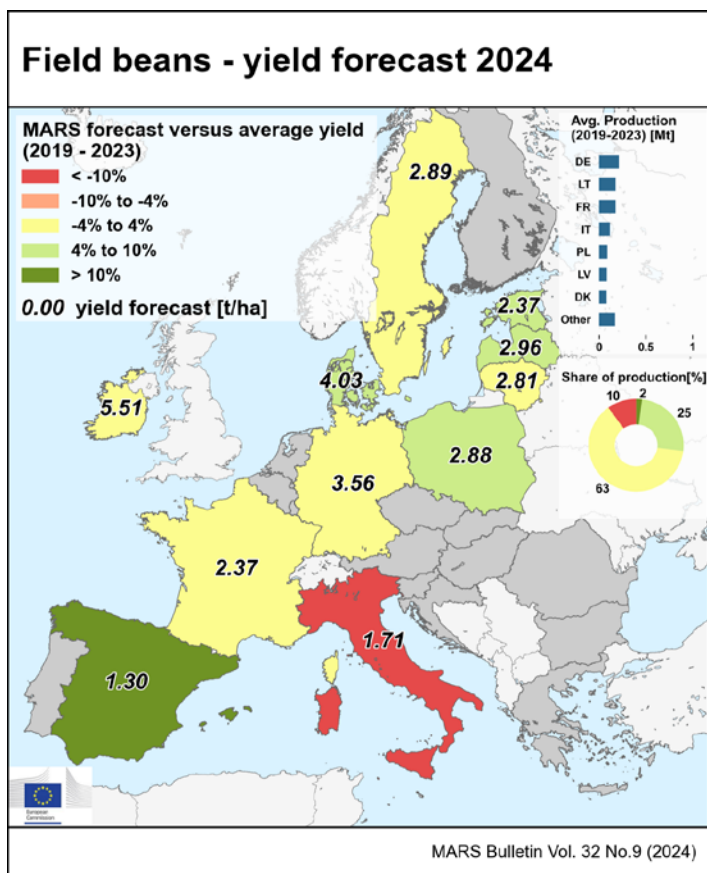 Field beans - yield forecast 2024
MARS forecast versus average yield
(2019 - 2023)
< -10%
-10% to -4%
-4% to 4%
4% to 10%
> 10%
0.00 yield forecast [t/ha]
Avg. Production
(2019-2023) [Mt]
DE
LT
FR
IT
PL
LV
DK
Other
0 0.5 1
Share of production[%]
10 2
25
63
2.89
2.37
2.96
2.81
4.03
5.51
2.88
3.56
2.37
1.71
1.30
European
Commission
MARS Bulletin Vol. 32 No.9 (2024)